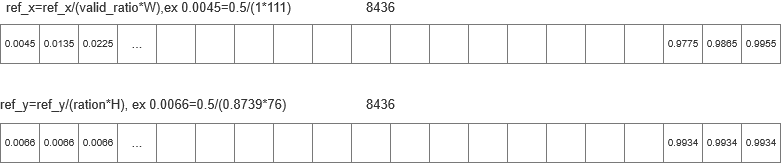 ref_x=ref_x/(valid_ratio*W),ex 0.0045=0.5/(1*111) 8436
0.0045 0.0135 0.0225 ... 0.9775 0.9865 0.9955
ref_y=ref_y/(ration*H), ex 0.0066=0.5/(0.8739*76) 8436
0.0066 0.0066 0.0066 ... 0.9934 0.9934 0.9934